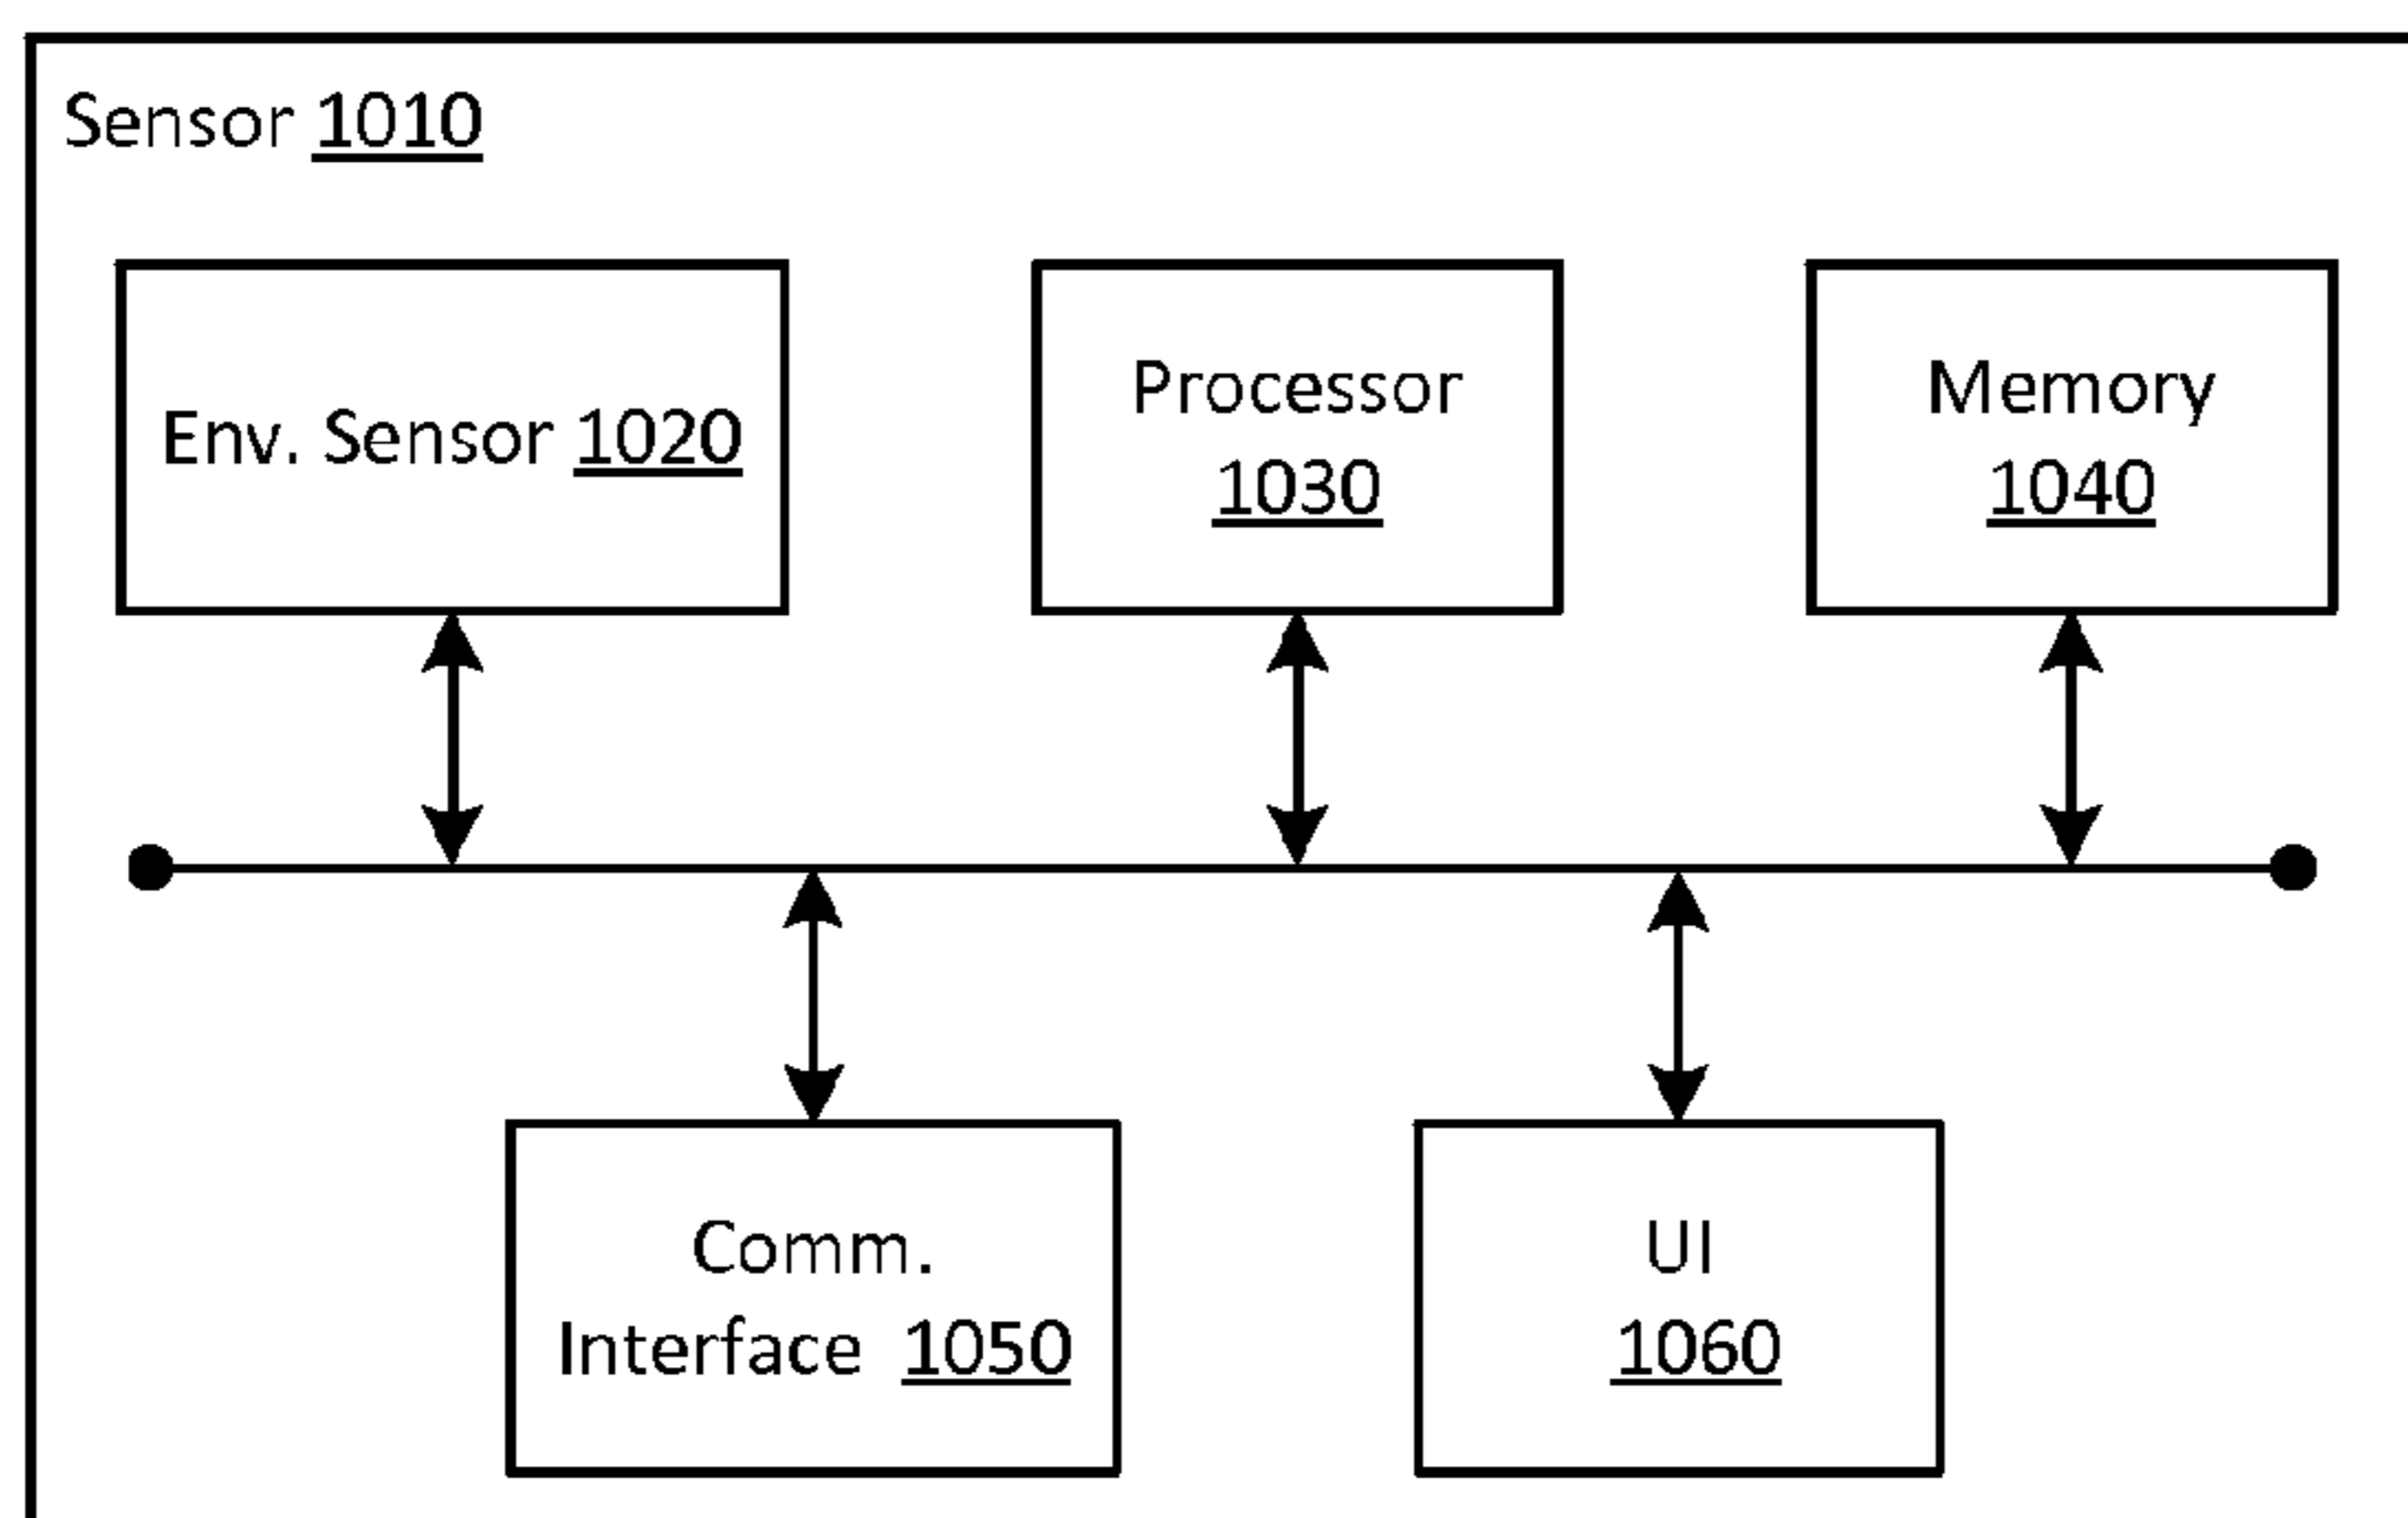 Sensor 1010
Env. Sensor 1020
Processor
1030
Memory
1040
Comm.
Interface 1050
UI
1060